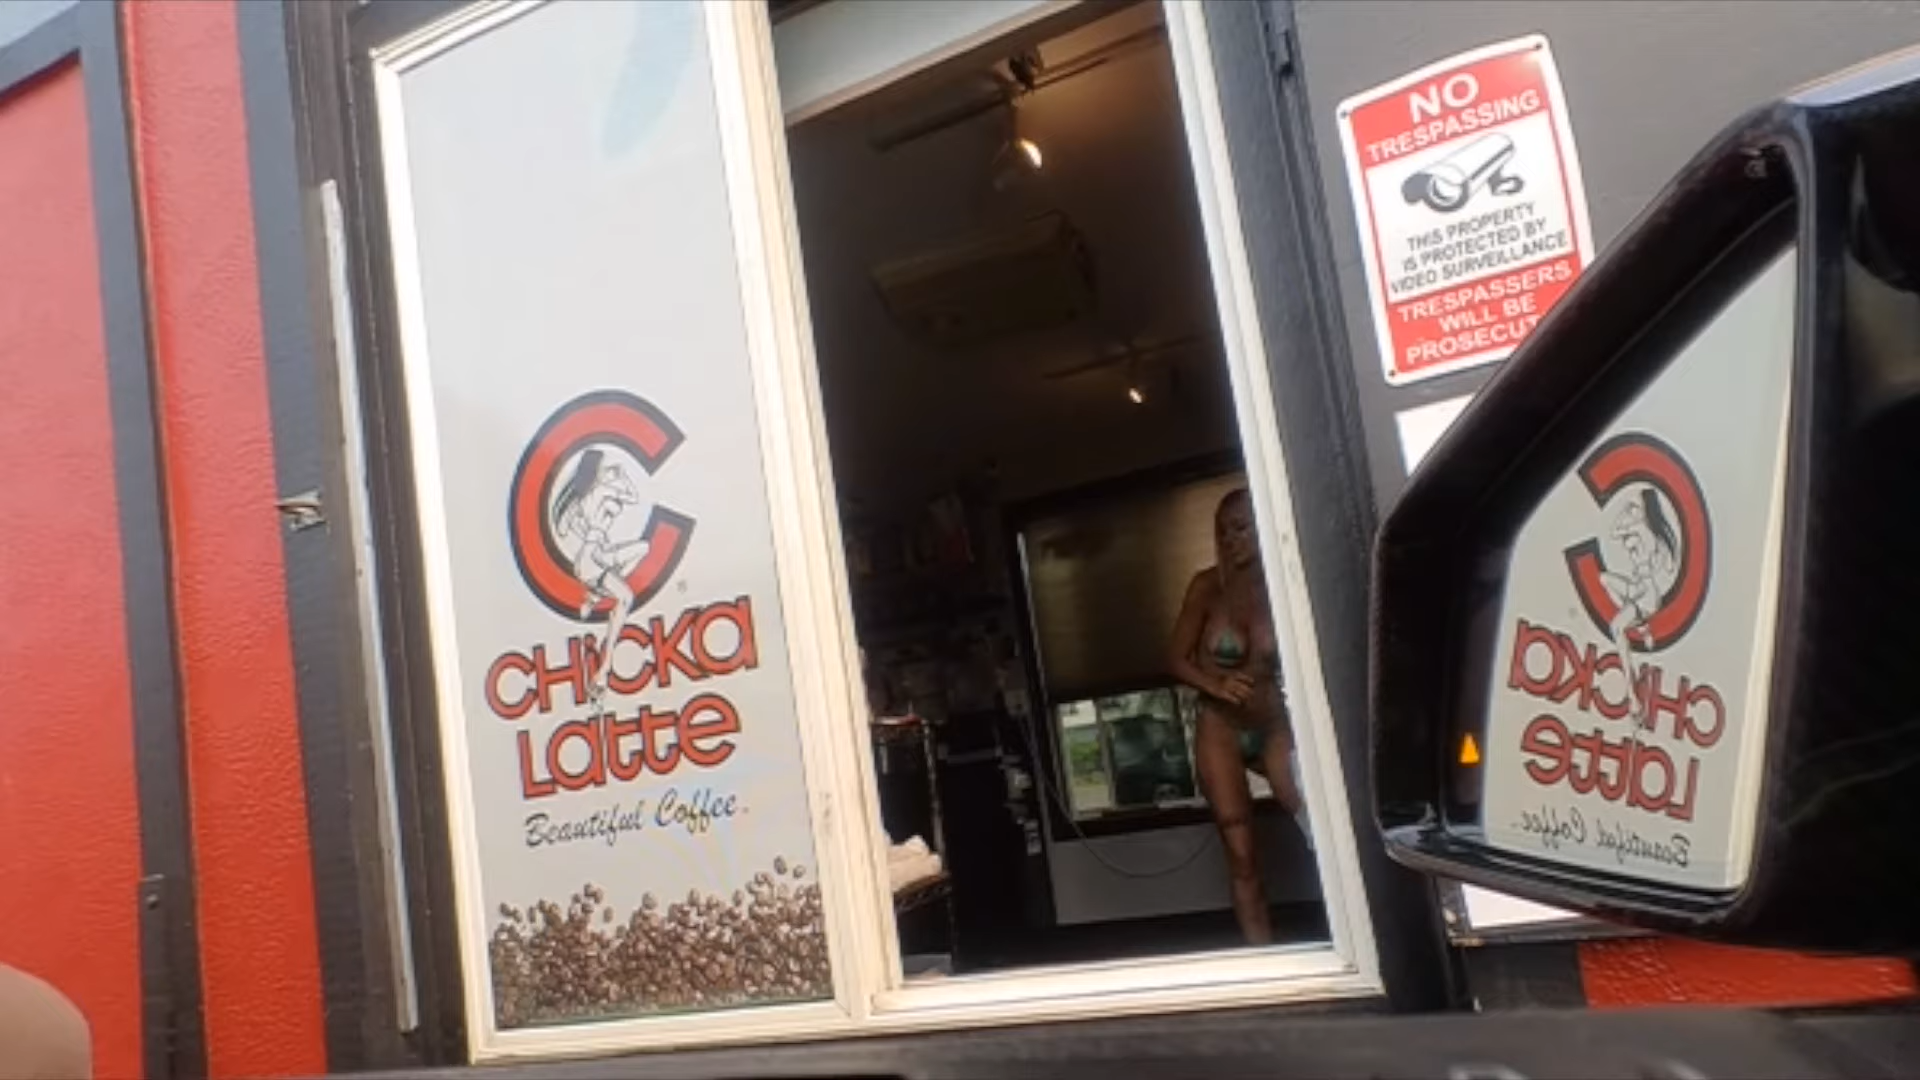 CHICKA
Latte
Beautiful Coffee.
NO
TRESPASSING
THIS PROPERTY
IS PROTECTED BY
VIDEO SURVEILLANCE
TRESPASSERS
WILL BE
PROSECUT
CHICKA
Latte
Beautiful Coffee.